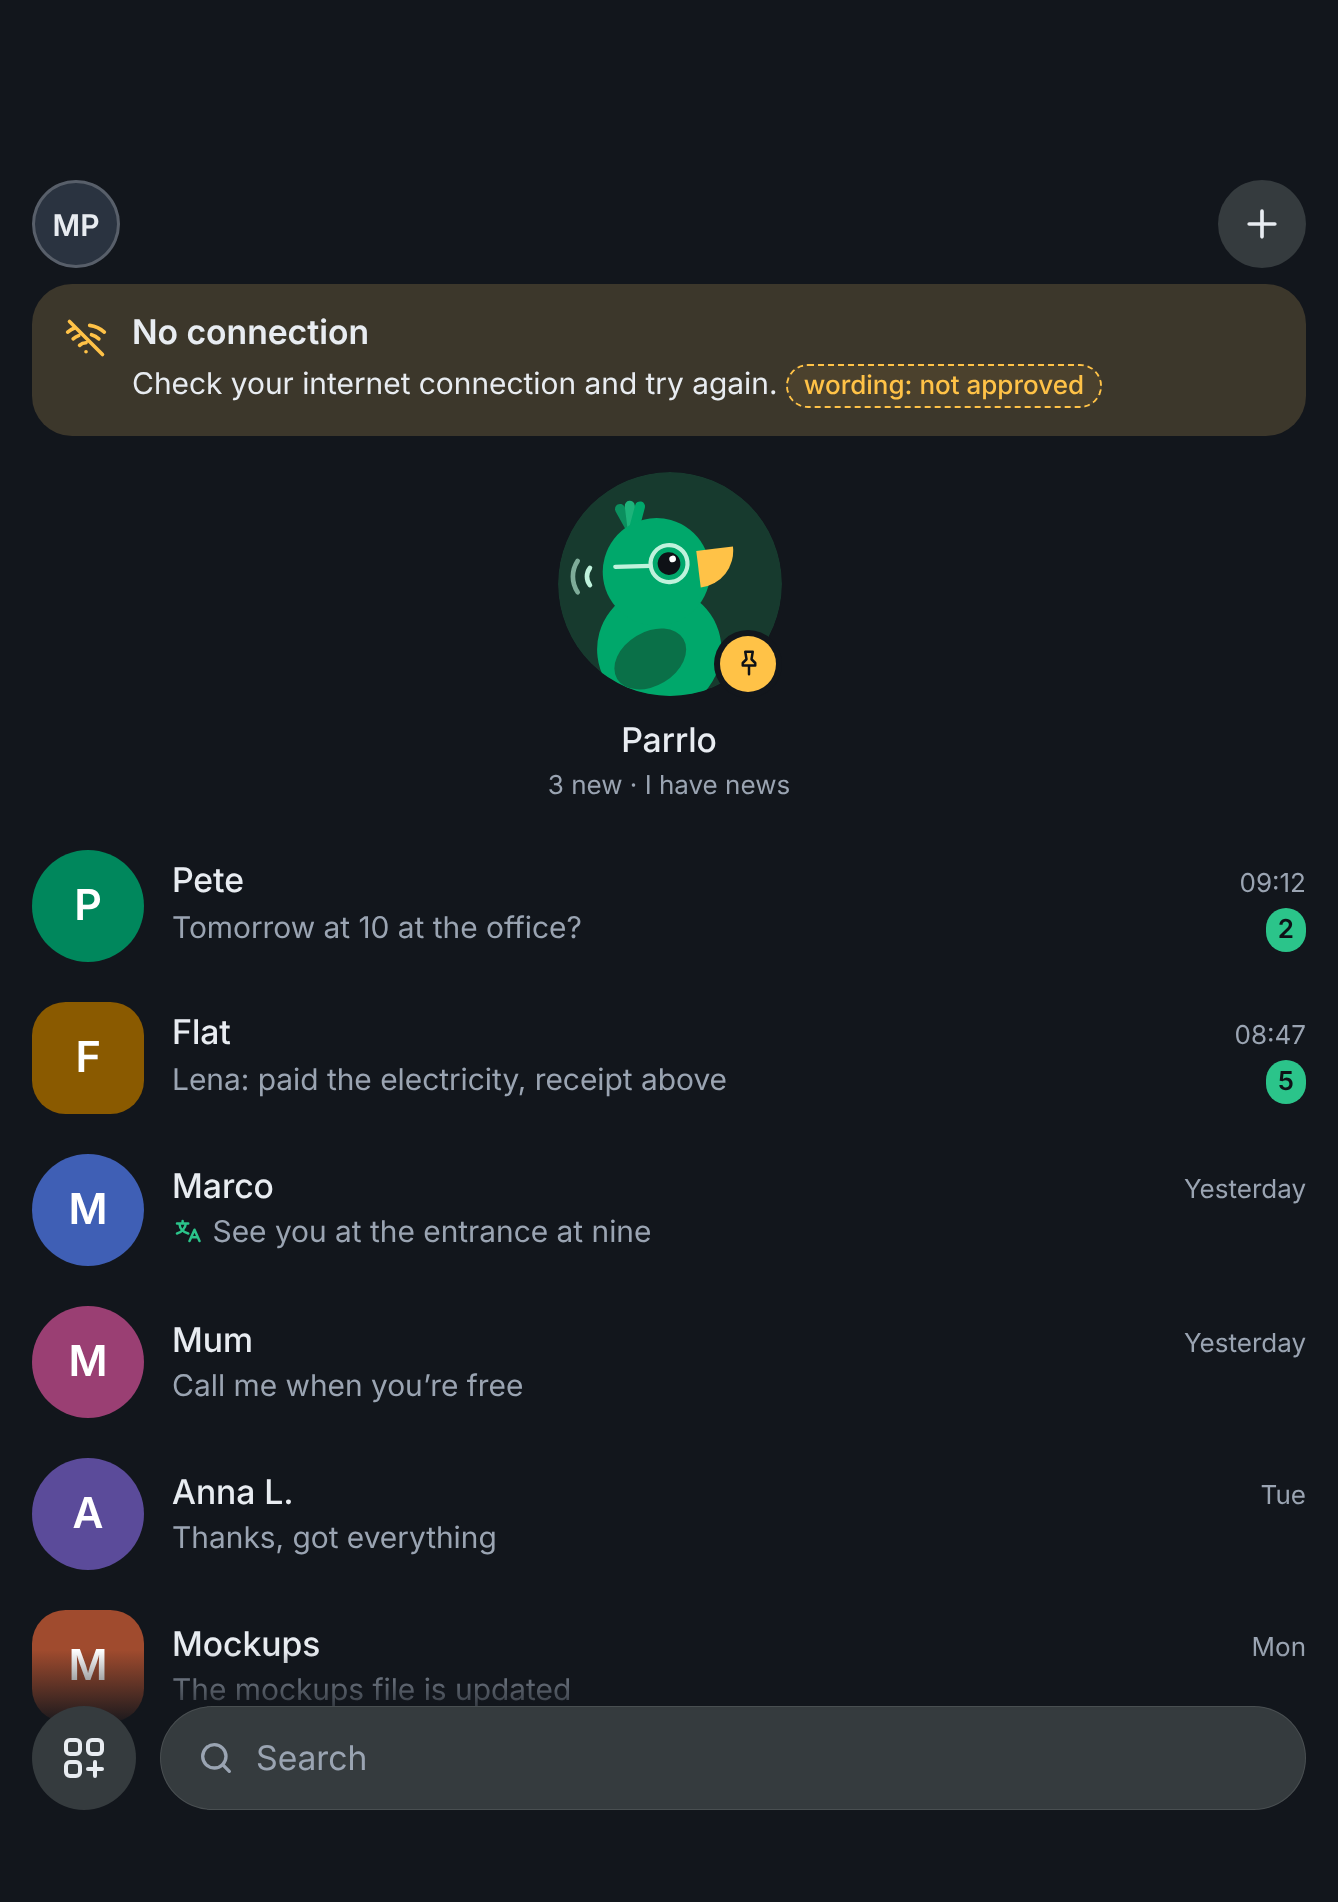 MP
No connection
Check your internet connection and try again. wording: not approved
Parrlo
3 new · I have news
P
Pete
09:12
Tomorrow at 10 at the office?
2
F
Flat
08:47
Lena: paid the electricity, receipt above
5
M
Marco
Yesterday
See you at the entrance at nine
M
Mum
Yesterday
Call me when you’re free
A
Anna L.
Tue
Thanks, got everything
M
Mockups
Mon
The mockups file is updated
Search